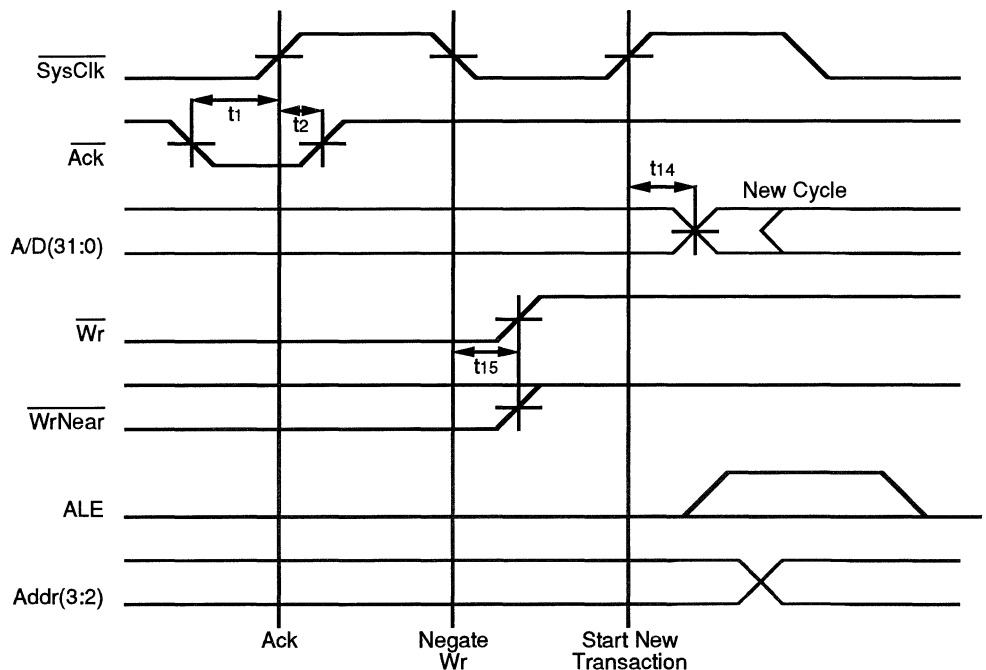 SysClk
t1
t2
Ack
t14
New Cycle
A/D(31:0)
Wr
t15
WrNear
ALE
Addr(3:2)
Ack
Negate
Wr
Start New
Transaction